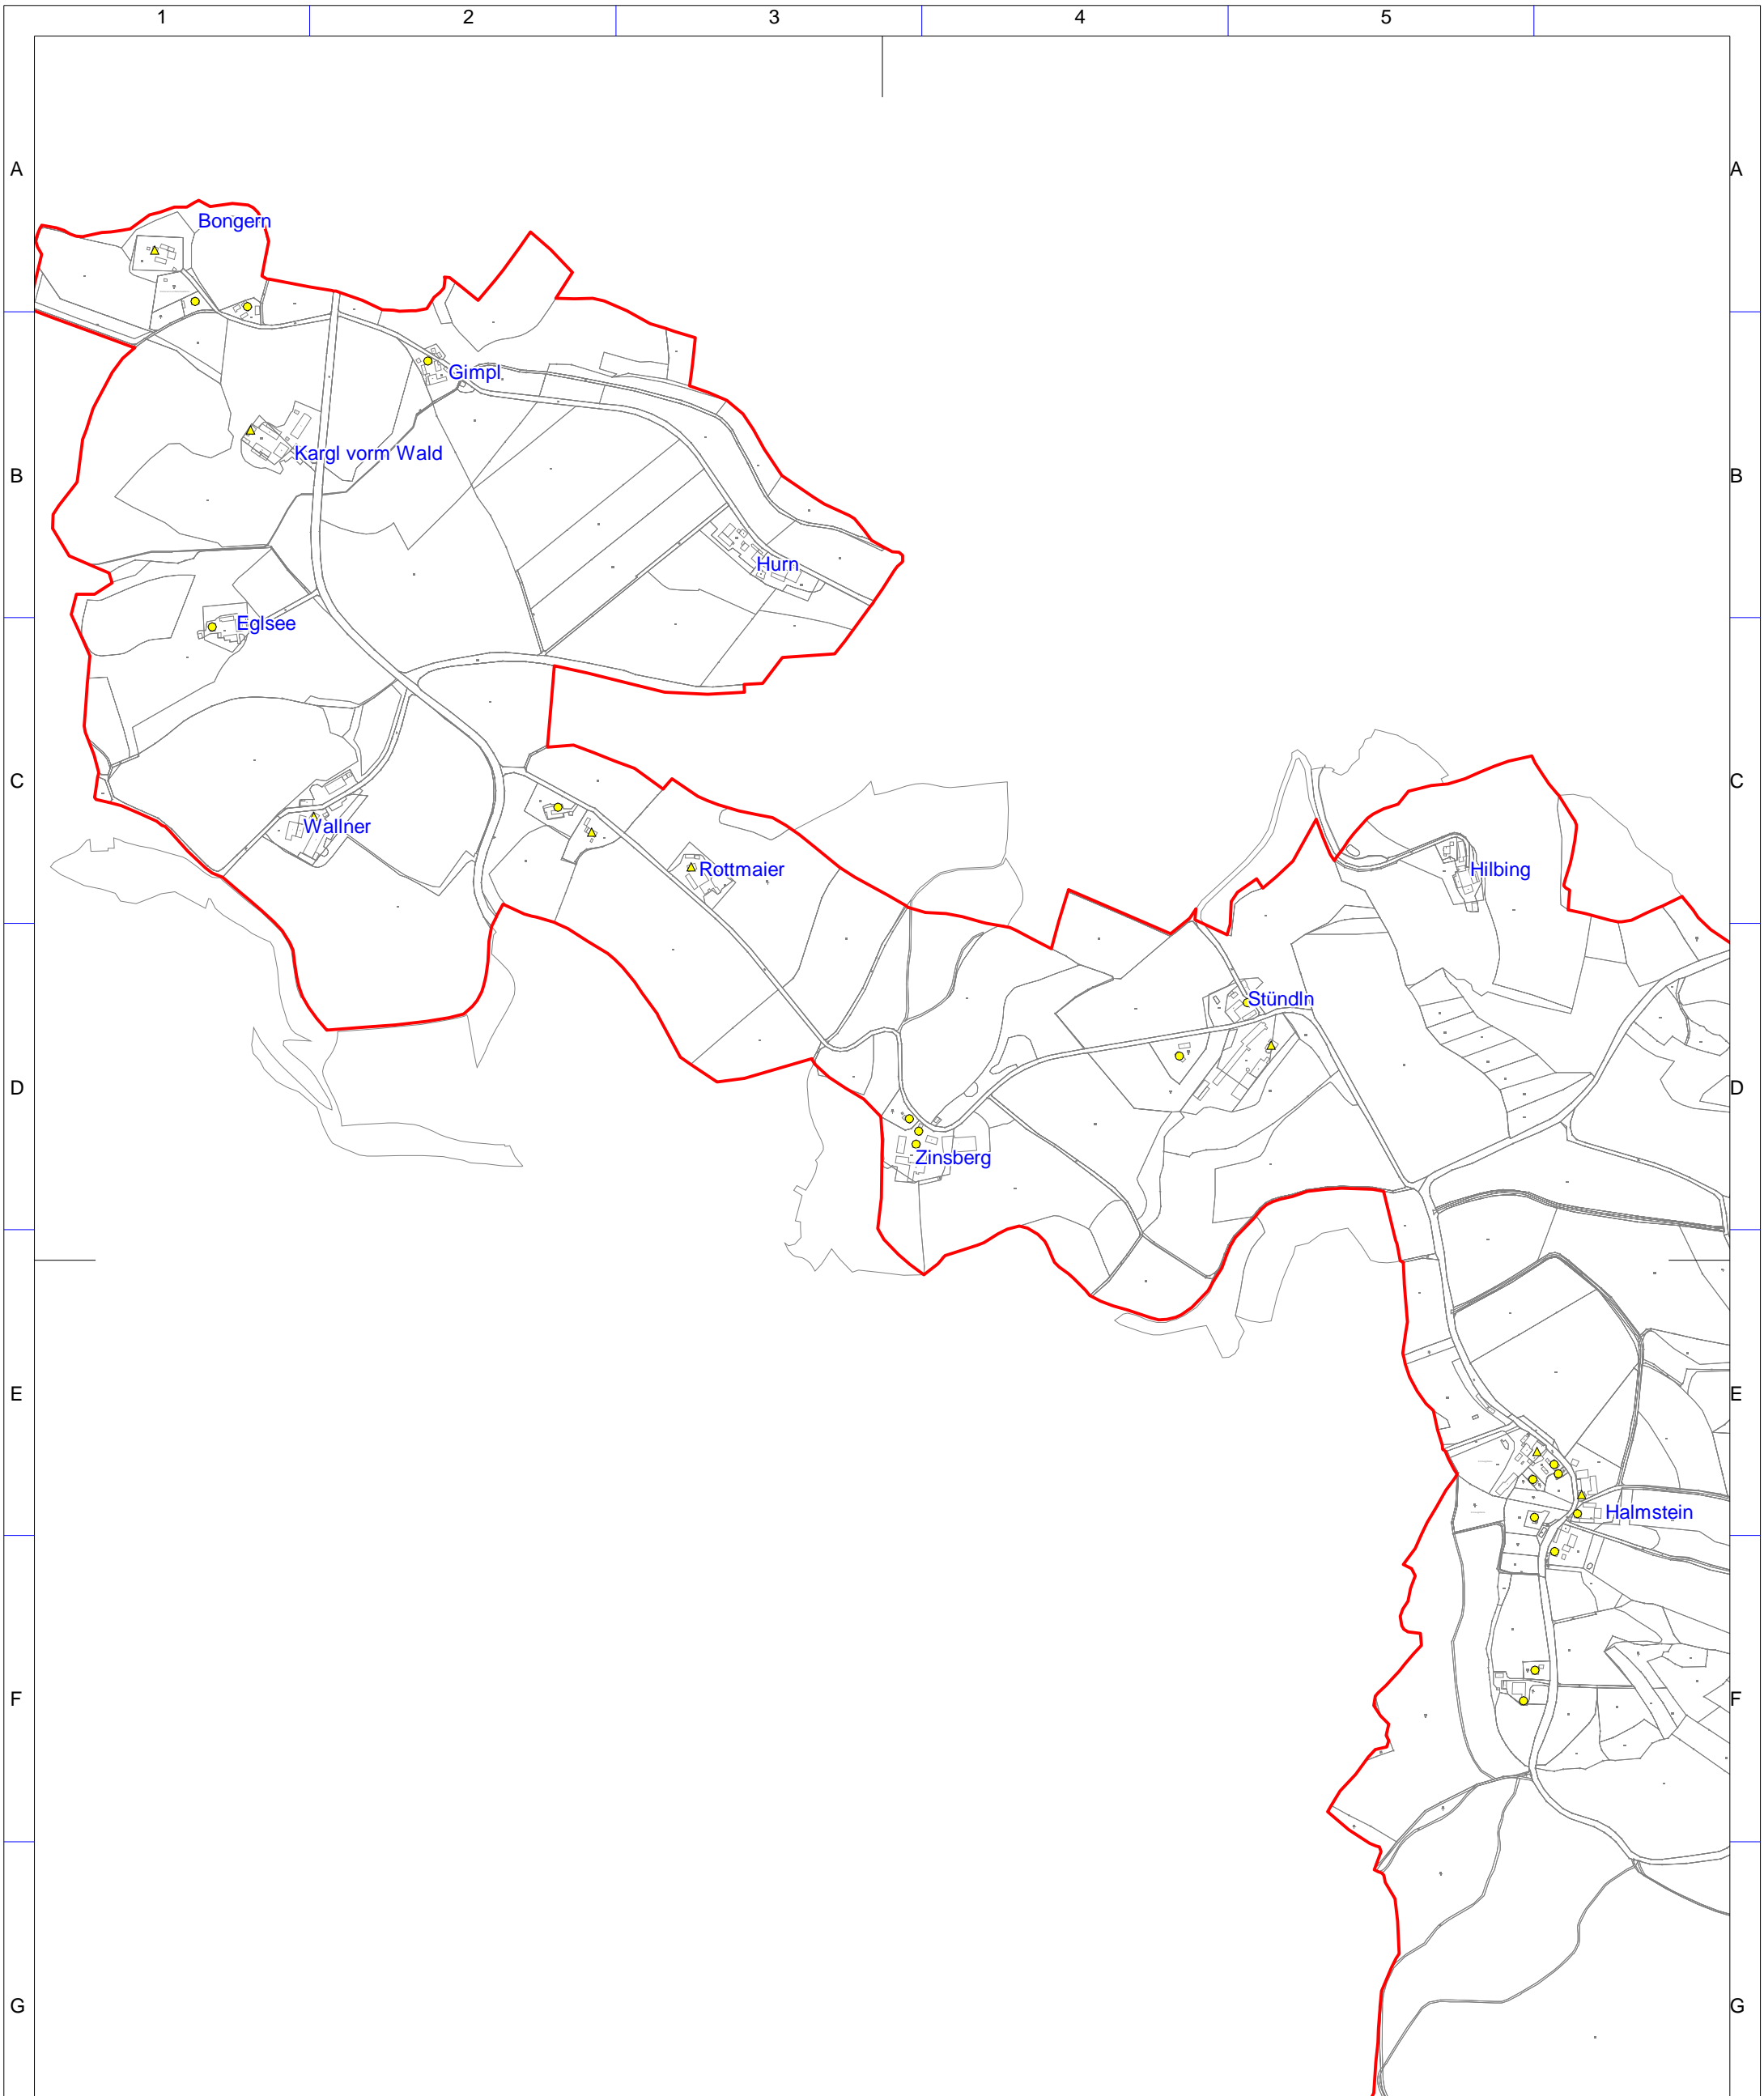 1 2 3 4 5
A A
Bongern
Gimpl
Kargl vorm Wald
B B
Hurn
Eglsee
C C
Wallner
Rottmaier
Hilbing
Stündln
D D
Zinsberg
E E
Halmstein
F F
G G